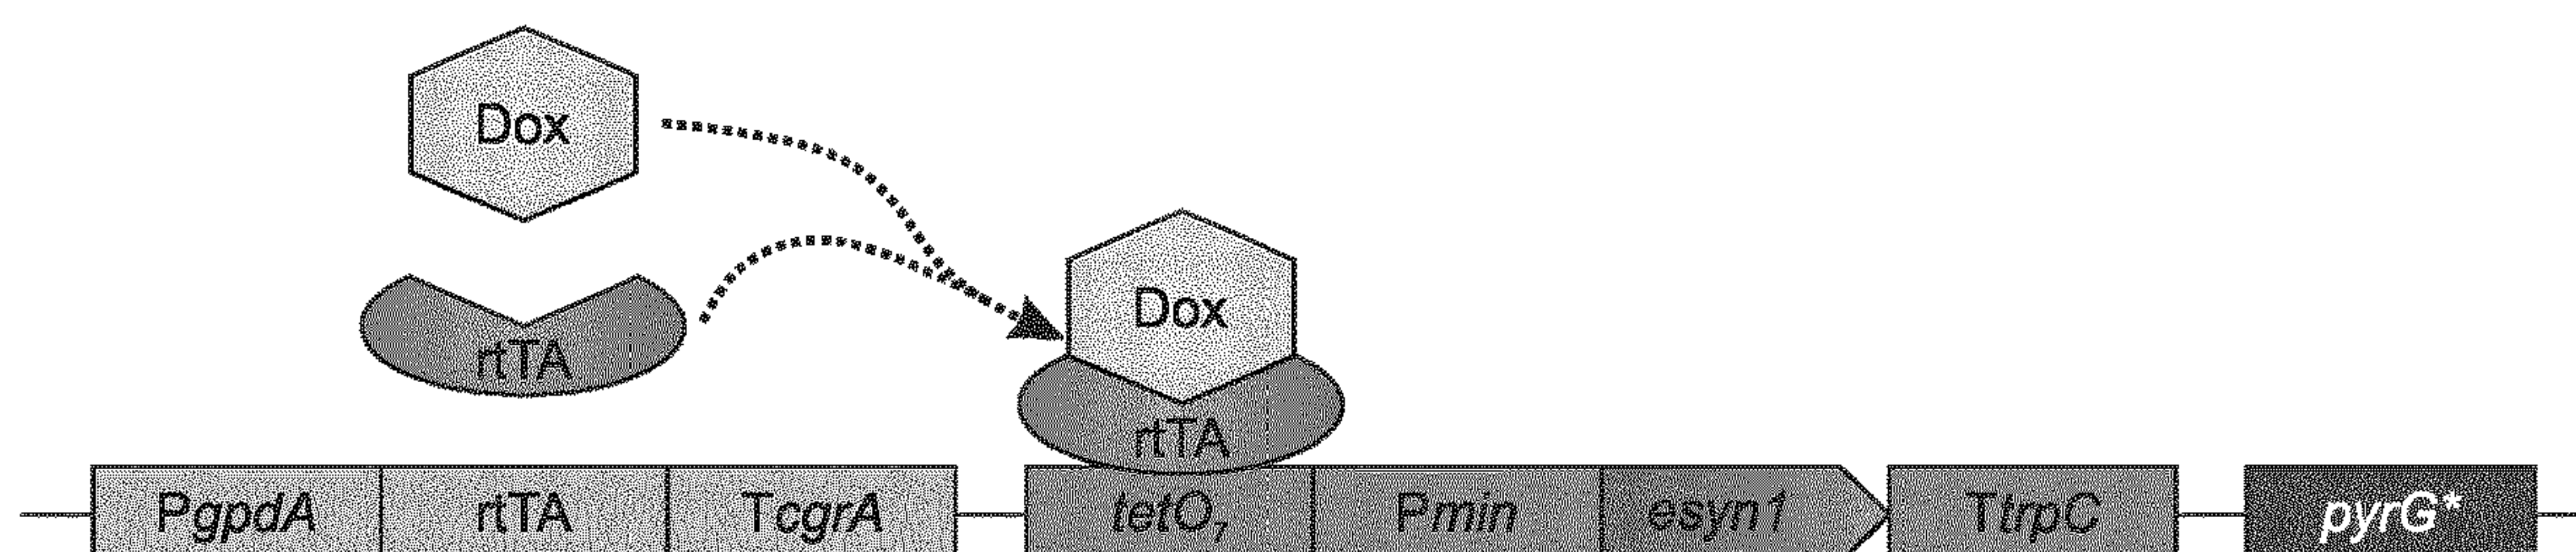 Dox
rtTA
Dox
rtTA
PgpdA rtTA TcgrA tetO₇ Pmin esyn1 TtrpC pyrG*